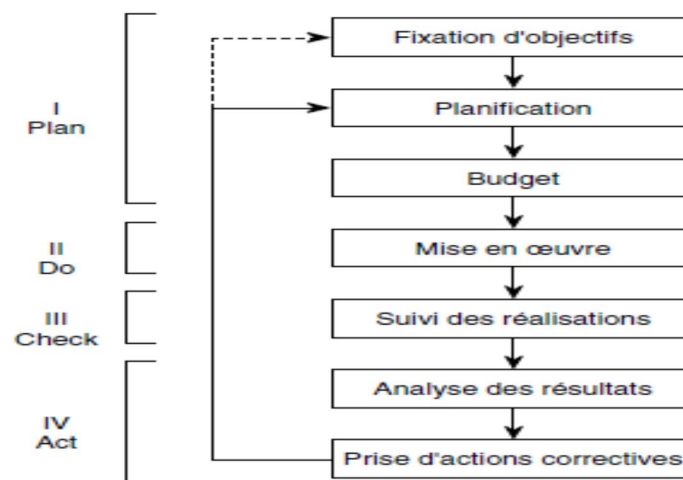 I
Plan
II
Do
III
Check
IV
Act
Fixation d'objectifs
Planification
Budget
Mise en œuvre
Suivi des réalisations
Analyse des résultats
Prise d'actions correctives